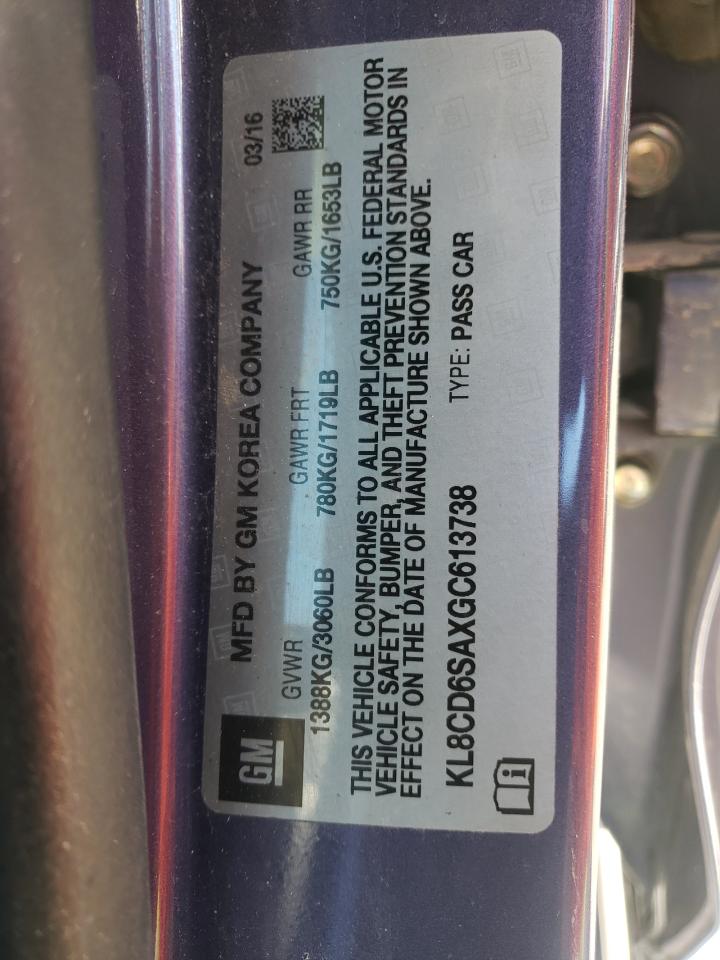 MFD BY GM KOREA COMPANY 03/16
GVWR GAWR FRT GAWR RR
1388KG/3060LB 780KG/1719LB 750KG/1653LB
THIS VEHICLE CONFORMS TO ALL APPLICABLE U.S. FEDERAL MOTOR
VEHICLE SAFETY, BUMPER, AND THEFT PREVENTION STANDARDS IN
EFFECT ON THE DATE OF MANUFACTURE SHOWN ABOVE.
KL8CD6SAXGC613738 TYPE: PASS CAR
GM